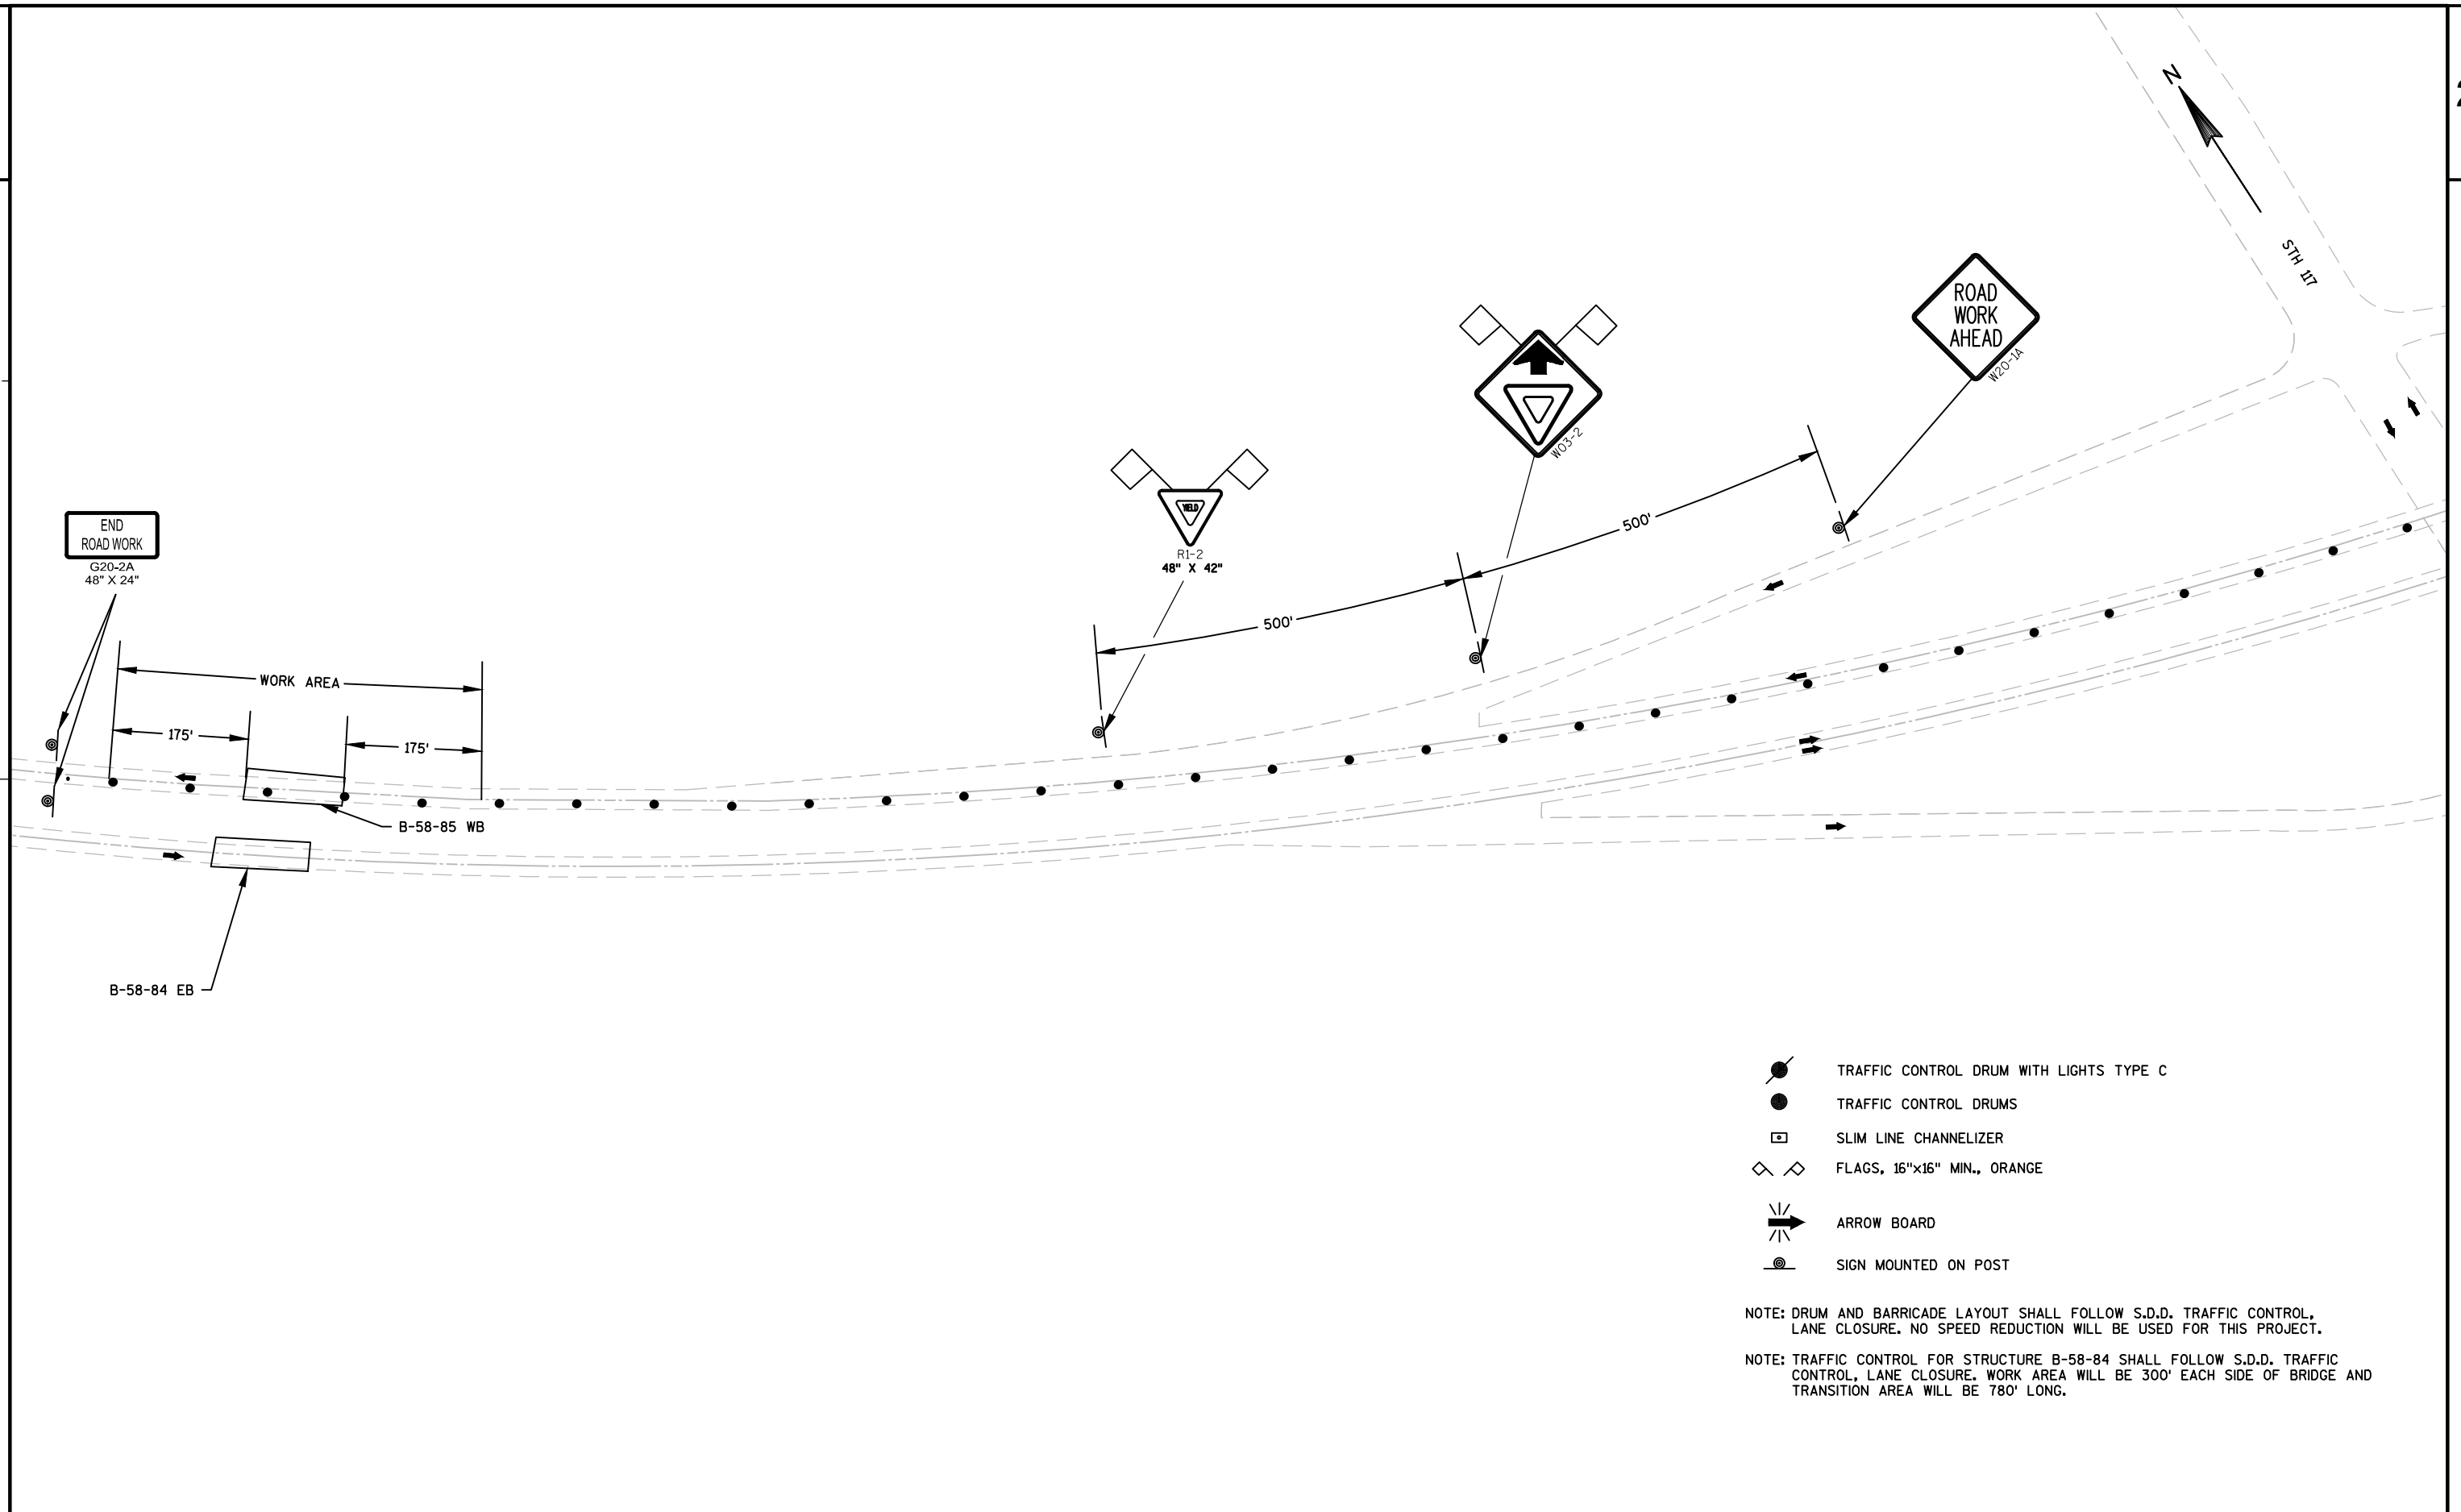 N
STH 117
ROAD
WORK
AHEAD
W20-1A
W03-2
500'
YIELD
R1-2
48" X 42"
500'
END
ROAD WORK
G20-2A
48" X 24"
WORK AREA
175'
175'
B-58-85 WB
B-58-84 EB
TRAFFIC CONTROL DRUM WITH LIGHTS TYPE C
TRAFFIC CONTROL DRUMS
SLIM LINE CHANNELIZER
FLAGS, 16"x16" MIN., ORANGE
ARROW BOARD
SIGN MOUNTED ON POST
NOTE: DRUM AND BARRICADE LAYOUT SHALL FOLLOW S.D.D. TRAFFIC CONTROL,
LANE CLOSURE. NO SPEED REDUCTION WILL BE USED FOR THIS PROJECT.
NOTE: TRAFFIC CONTROL FOR STRUCTURE B-58-84 SHALL FOLLOW S.D.D. TRAFFIC
CONTROL, LANE CLOSURE. WORK AREA WILL BE 300' EACH SIDE OF BRIDGE AND
TRANSITION AREA WILL BE 780' LONG.